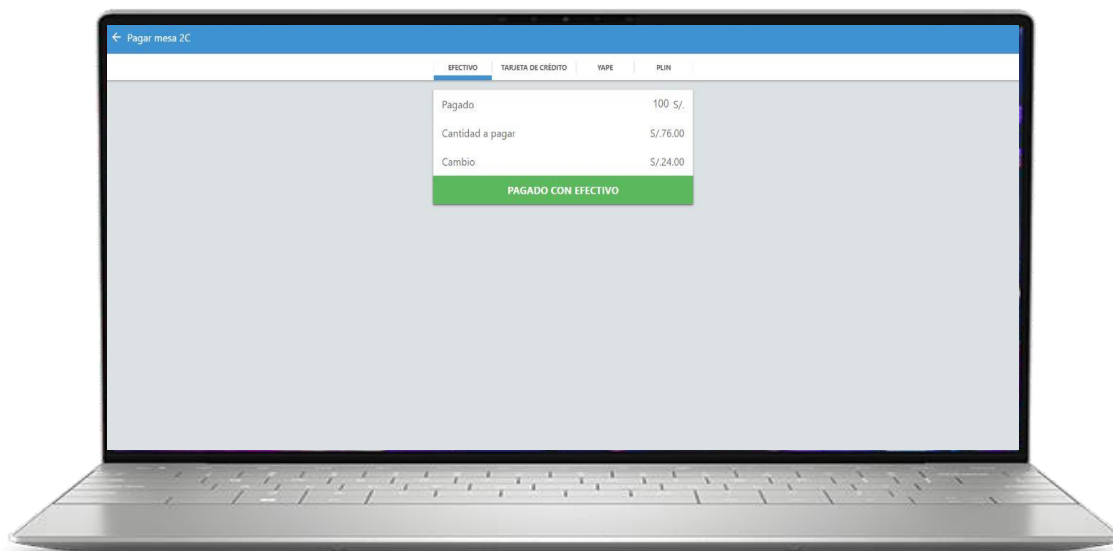 ← Pagar mesa 2C
EFECTIVO TARJETA DE CRÉDITO YAPE PLIN
Pagado 100 S/.
Cantidad a pagar S/.76.00
Cambio S/.24.00
PAGADO CON EFECTIVO